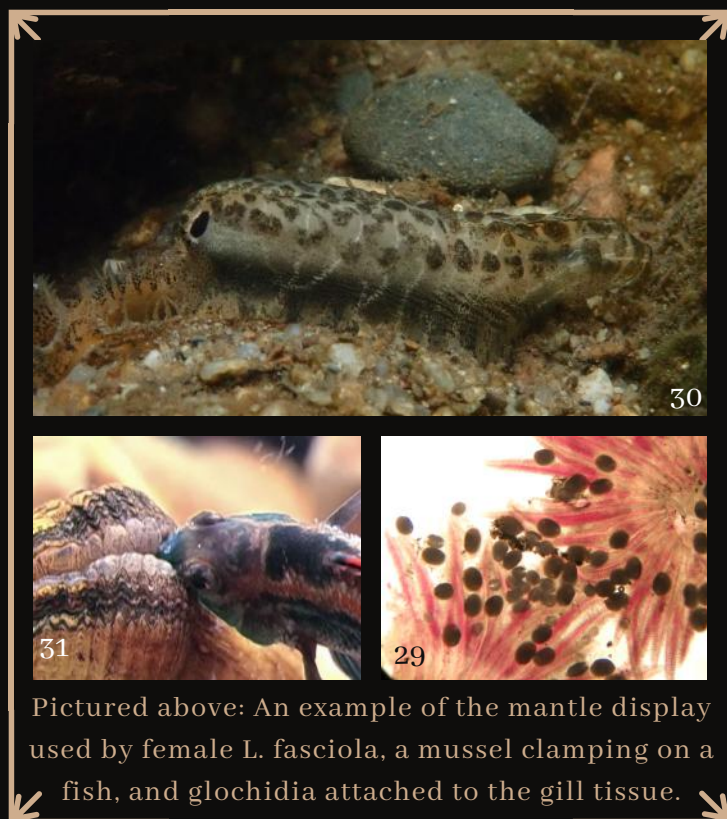 30
31
29
Pictured above: An example of the mantle display
used by female L. fasciola, a mussel clamping on a
fish, and glochidia attached to the gill tissue.